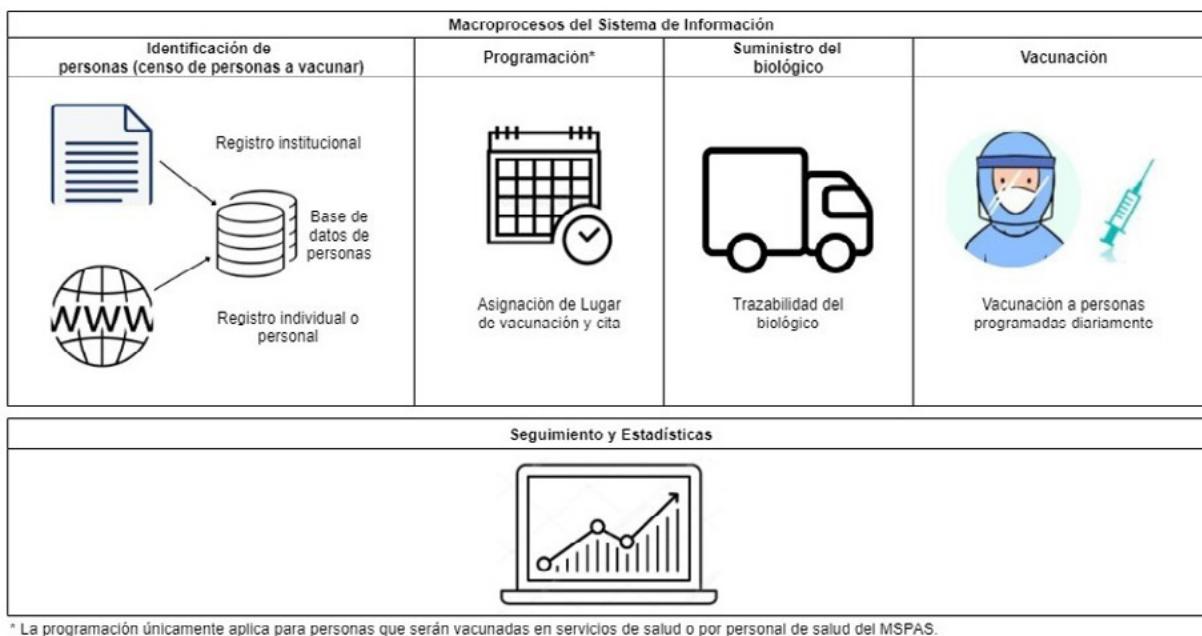 Macroprocesos del Sistema de Información
Identificación de
personas (censo de personas a vacunar)
Programación*
Suministro del
biológico
Vacunación
Registro institucional
Base de
datos de
personas
WWW
Registro individual o
personal
Asignación de Lugar
de vacunación y cita
Trazabilidad del
biológico
Vacunación a personas
programadas diariamente
Seguimiento y Estadísticas
* La programación únicamente aplica para personas que serán vacunadas en servicios de salud o por personal de salud del MSPAS.